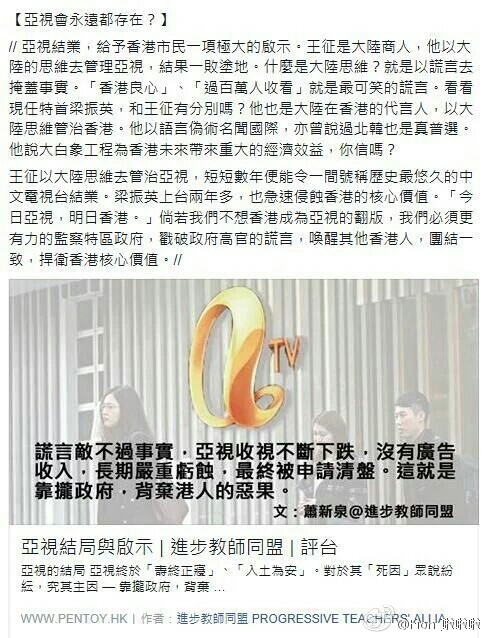 【亞視會永遠都存在？】
// 亞視結業，給予香港市民一項極大的啟示。王征是大陸商人，他以大
陸的思維去管理亞視，結果一敗塗地。什麼是大陸思維？就是以謊言去
掩蓋事實。「香港良心」、「過百萬人收看」就是最可笑的謊言。看看
現任特首梁振英，和王征有分別嗎？他也是大陸在香港的代言人，以大
陸思維管治香港。他以語言偽術名聞國際，亦曾說過北韓也是真普選。
他說大白象工程為香港未來帶來重大的經濟效益，你信嗎？
王征以大陸思維去管治亞視，短短數年便能令一間號稱歷史最悠久的中
文電視台結業。梁振英上台兩年多，也急速侵蝕香港的核心價值。「今
日亞視，明日香港。」倘若我們不想香港成為亞視的翻版，我們必須更
有力的監察特區政府，戳破政府高官的謊言，喚醒其他香港人，團結一
致，捍衛香港核心價值。//
TV
謊言敵不過事實，亞視收視不斷下跌，沒有廣告
收入，長期嚴重虧蝕，最終被申請清盤。這就是
靠攏政府，背棄港人的惡果。
文：蕭新泉@進步教師同盟
亞視結局與啟示 | 進步教師同盟 | 評台
亞視的結局 亞視終於「壽終正寢」、「入土為安」。對於其「死因」眾說紛
紜，究其主因 — 靠攏政府，背棄 ...
WWW.PENTOY.HK | 作者：進步教師同盟 PROGRESSIVE TEACHERS' ALLIA...